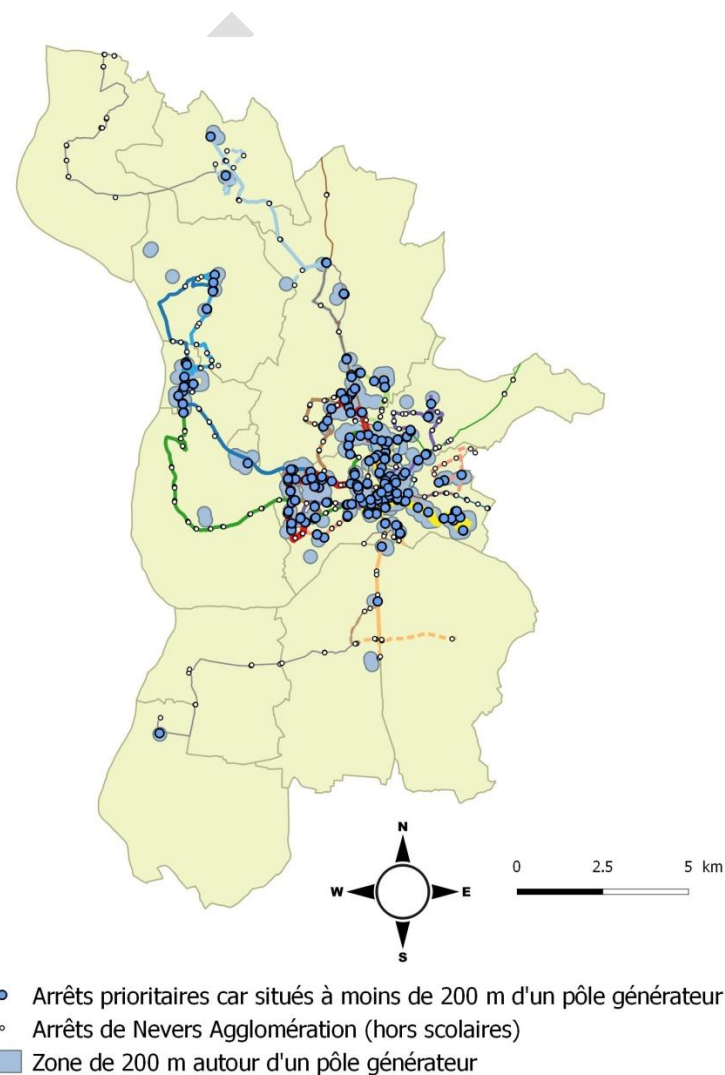 N
W E
S
0 2.5 5 km
Arrêts prioritaires car situés à moins de 200 m d'un pôle générateur
Arrêts de Nevers Agglomération (hors scolaires)
Zone de 200 m autour d'un pôle générateur